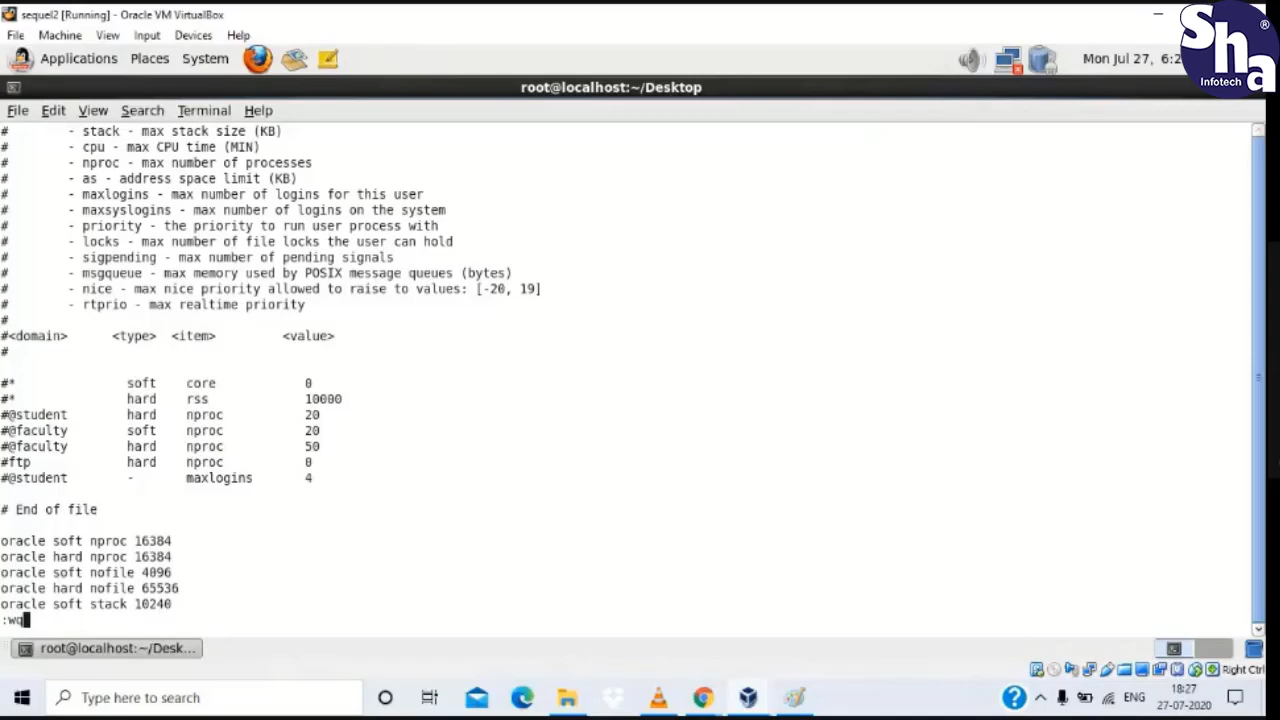 sequel2 [Running] - Oracle VM VirtualBox
File Machine View Input Devices Help
Sha
®
Infotech
Applications Places System
Mon Jul 27, 6:2
root@localhost:~/Desktop
File Edit View Search Terminal Help
# - stack - max stack size (KB)
# - cpu - max CPU time (MIN)
# - nproc - max number of processes
# - as - address space limit (KB)
# - maxlogins - max number of logins for this user
# - maxsyslogins - max number of logins on the system
# - priority - the priority to run user process with
# - locks - max number of file locks the user can hold
# - sigpending - max number of pending signals
# - msgqueue - max memory used by POSIX message queues (bytes)
# - nice - max nice priority allowed to raise to values: [-20, 19]
# - rtprio - max realtime priority
#
#<domain> <type> <item> <value>
#
#* soft core 0
#* hard rss 10000
#@student hard nproc 20
#@faculty soft nproc 20
#@faculty hard nproc 50
#ftp hard nproc 0
#@student - maxlogins 4
# End of file
oracle soft nproc 16384
oracle hard nproc 16384
oracle soft nofile 4096
oracle hard nofile 65536
oracle soft stack 10240
:wq
root@localhost:~/Desk...
Right Ctrl
Type here to search
ENG
18:27
27-07-2020